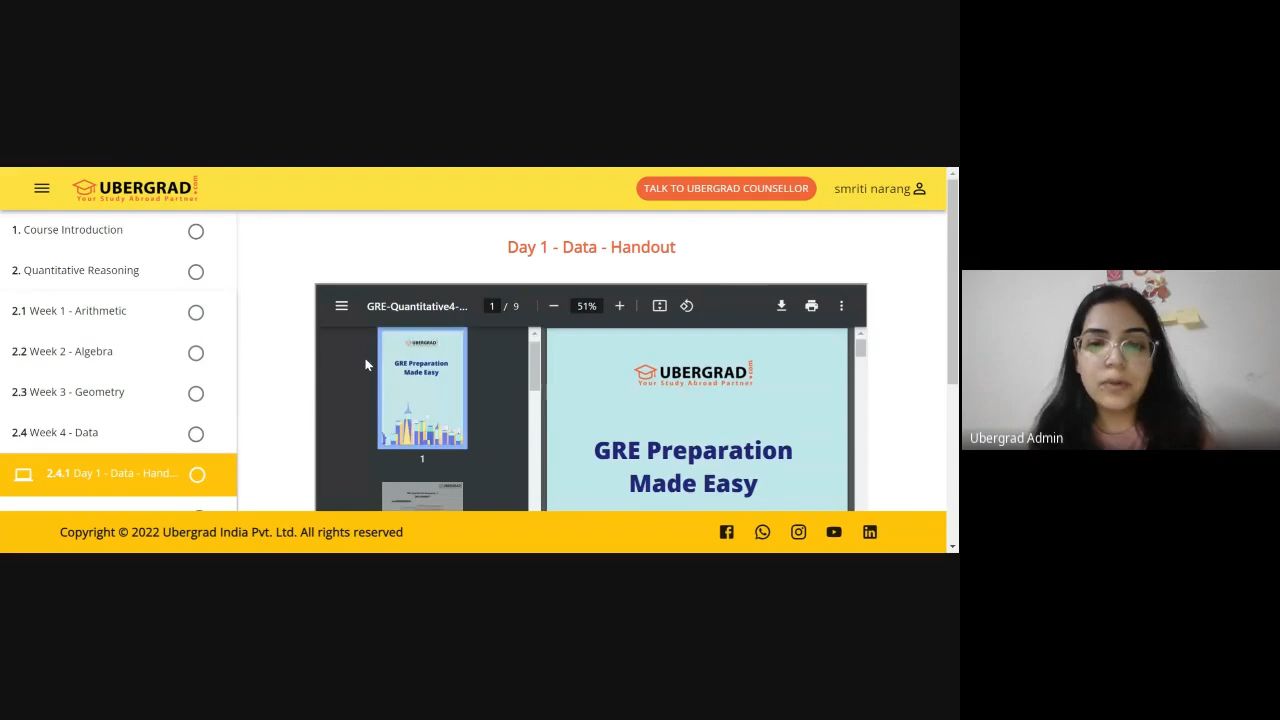 UBERGRAD.com
Your Study Abroad Partner
TALK TO UBERGRAD COUNSELLOR
smriti narang
1. Course Introduction
2. Quantitative Reasoning
2.1 Week 1 - Arithmetic
2.2 Week 2 - Algebra
2.3 Week 3 - Geometry
2.4 Week 4 - Data
2.4.1 Day 1 - Data - Hand...
Day 1 - Data - Handout
GRE-Quantitative4-...
1 / 9
51%
UBERGRAD
GRE Preparation
Made Easy
1
UBERGRAD.com
Your Study Abroad Partner
GRE Preparation
Made Easy
Copyright © 2022 Ubergrad India Pvt. Ltd. All rights reserved
Ubergrad Admin